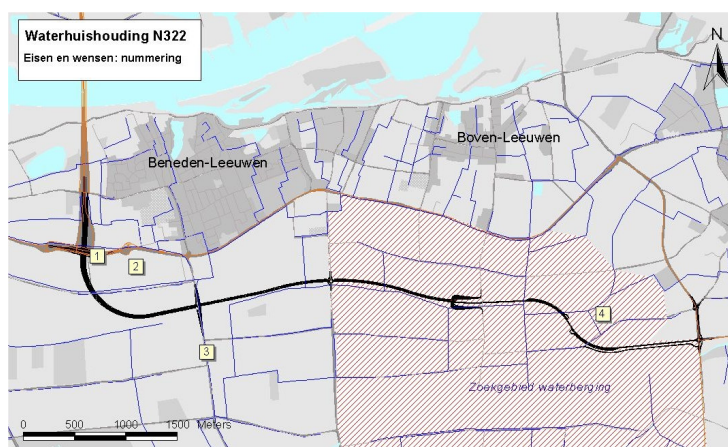 Waterhuishouding N322
Eisen en wensen: nummering
N
Boven-Leeuwen
Beneden-Leeuwen
1
2
4
3
Zoekgebied waterberging
0 500 1000 1500 Meters